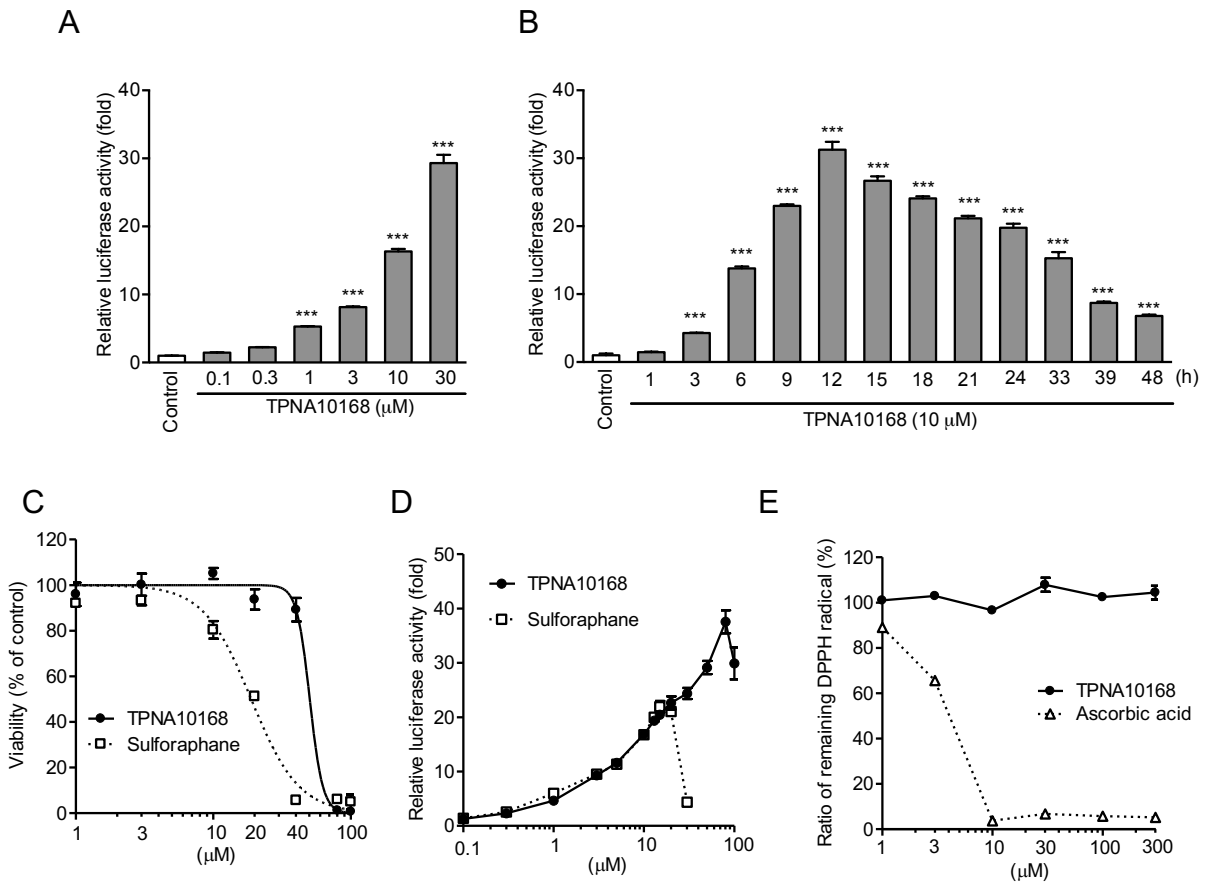 A
Relative luciferase activity (fold)
40
30
20
10
0
***
***
***
***
Control
0.1 0.3 1 3 10 30
TPNA10168 (μM)
B
Relative luciferase activity (fold)
40
30
20
10
0
***
***
***
***
***
***
***
***
***
***
***
Control
1 3 6 9 12 15 18 21 24 33 39 48 (h)
TPNA10168 (10 μM)
C
Viability (% of control)
120
100
80
60
40
20
0
TPNA10168
Sulforaphane
1 3 10 20 40 100
(μM)
D
Relative luciferase activity (fold)
50
40
30
20
10
0
TPNA10168
Sulforaphane
0.1 1 10 100
(μM)
E
Ratio of remaining DPPH radical (%)
120
100
80
60
40
20
0
TPNA10168
Ascorbic acid
1 3 10 30 100 300
(μM)